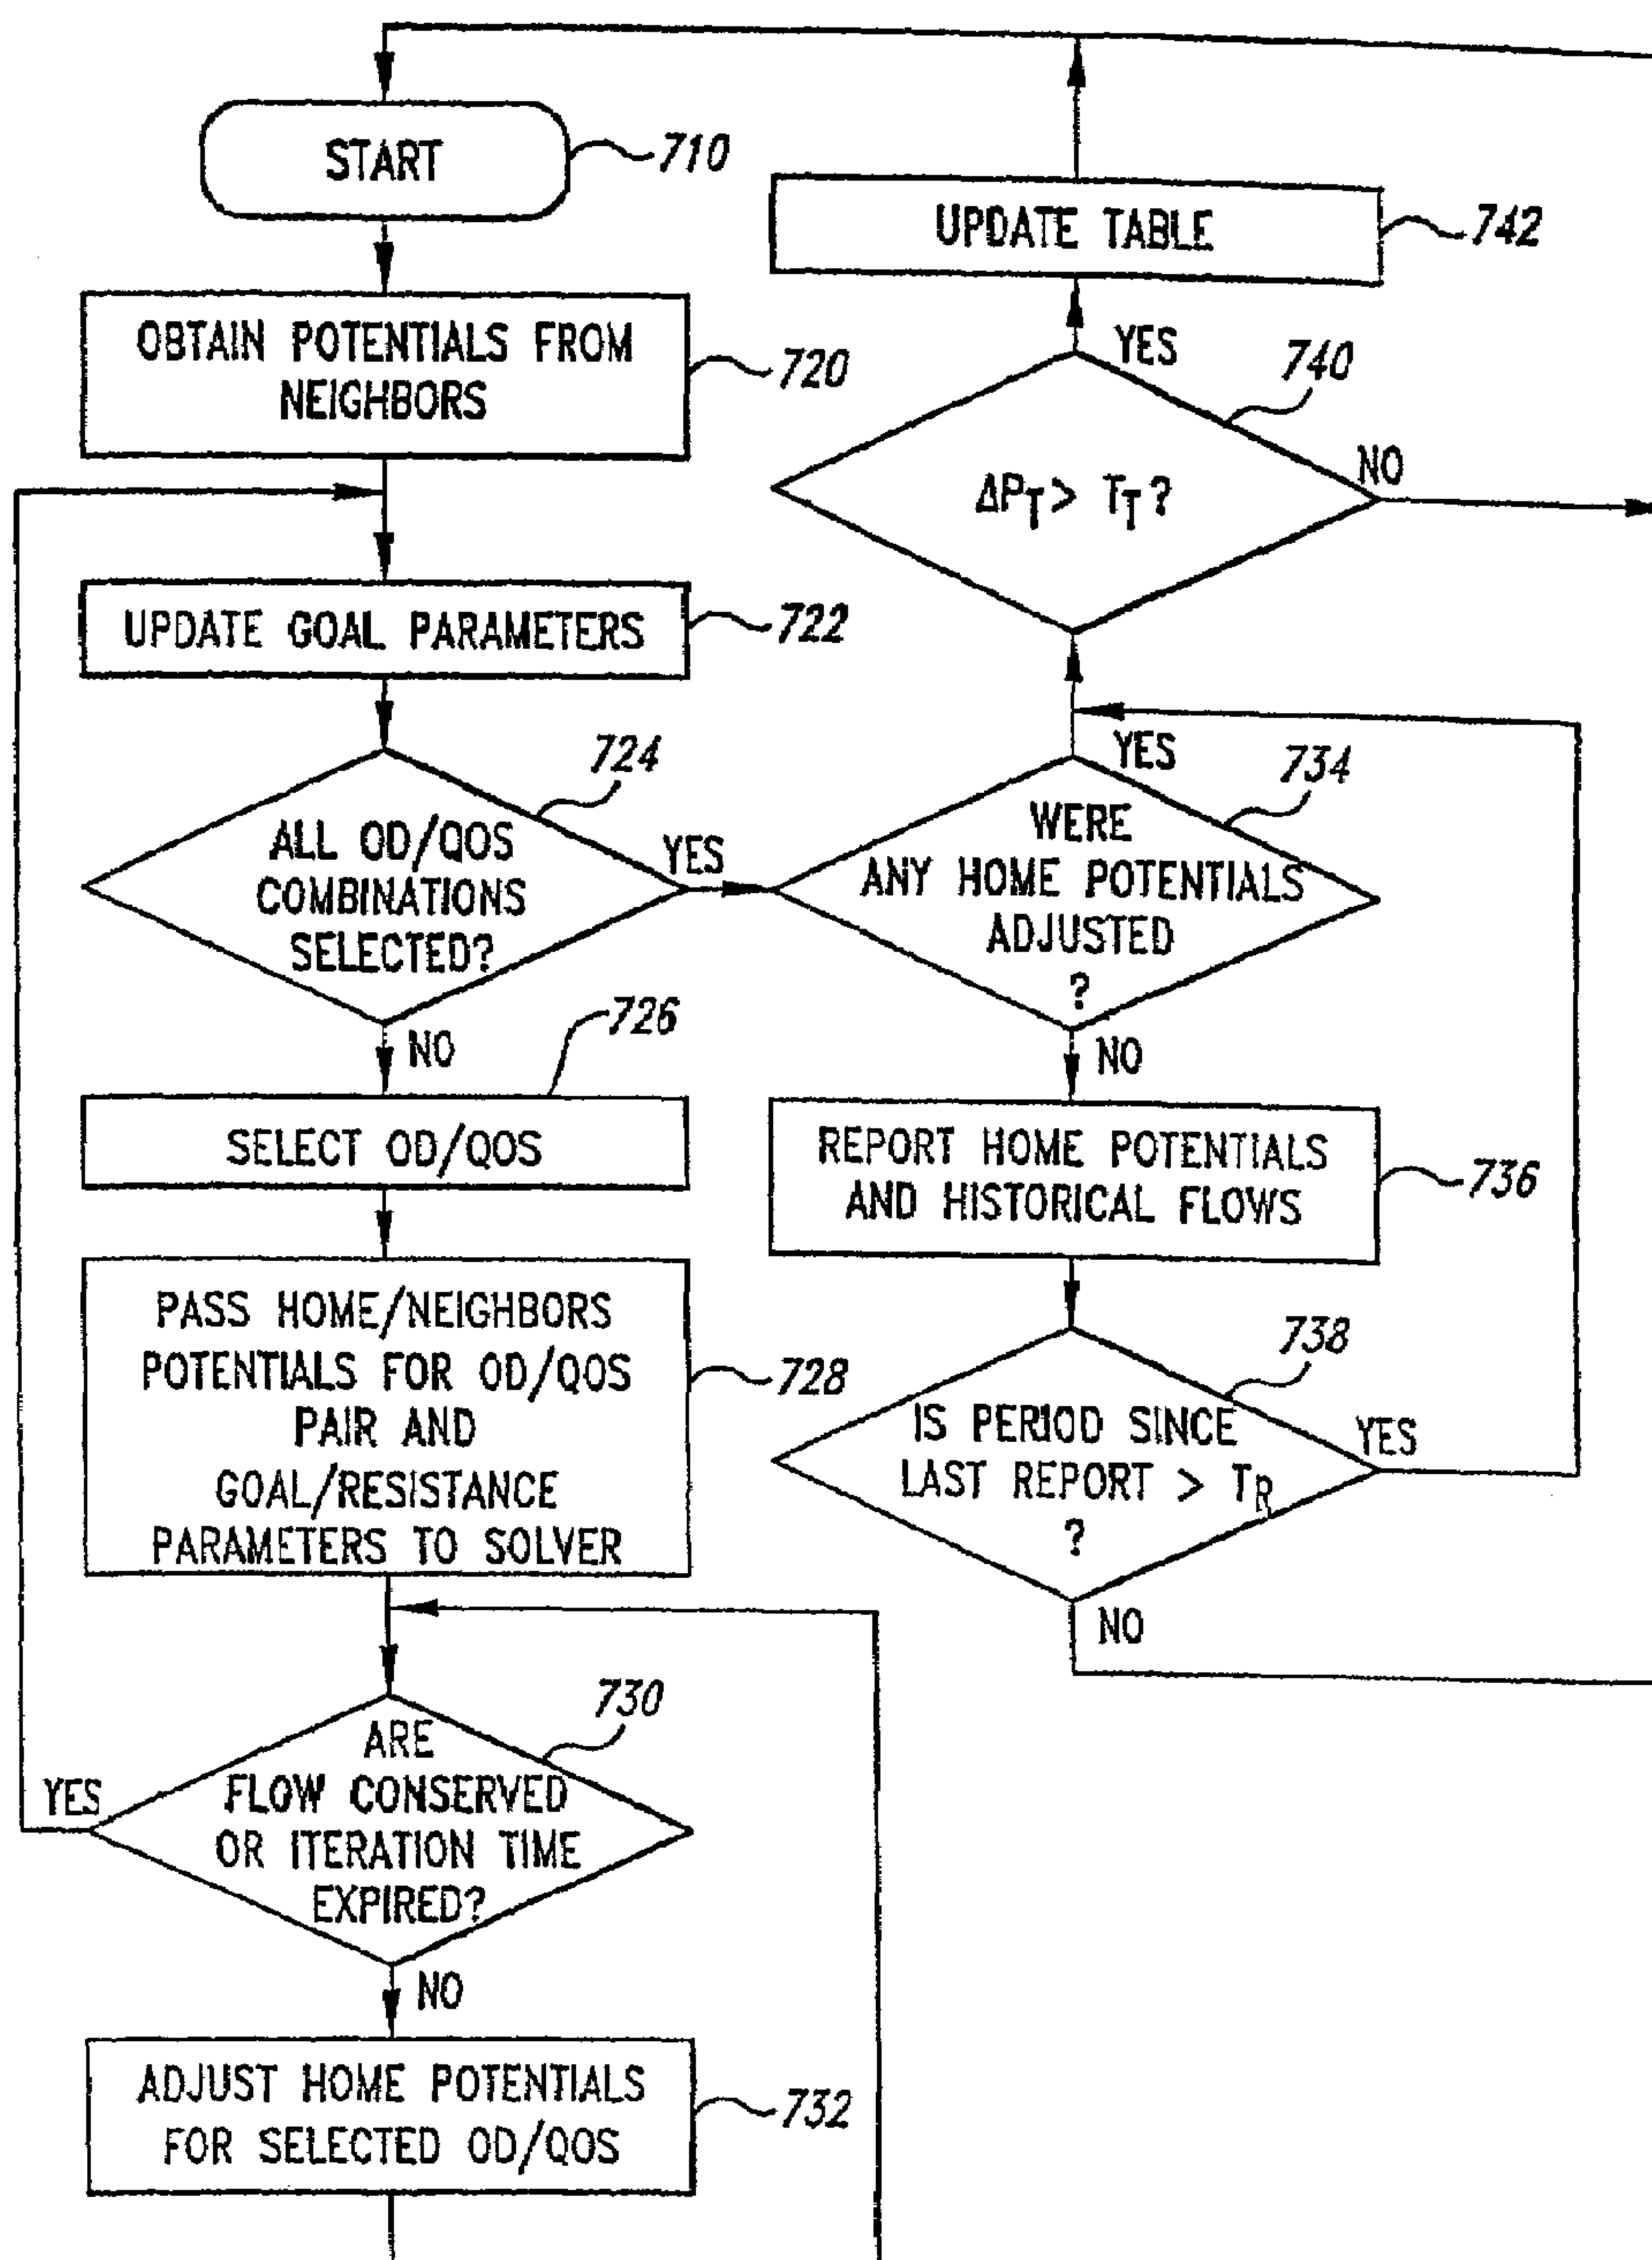 START
710
OBTAIN POTENTIALS FROM
NEIGHBORS
720
UPDATE GOAL PARAMETERS
722
724
ALL OD/QOS
COMBINATIONS
SELECTED?
YES
NO
726
SELECT OD/QOS
PASS HOME/NEIGHBORS
POTENTIALS FOR OD/QOS
PAIR AND
GOAL/RESISTANCE
PARAMETERS TO SOLVER
728
730
ARE
FLOW CONSERVED
OR ITERATION TIME
EXPIRED?
YES
NO
ADJUST HOME POTENTIALS
FOR SELECTED OD/QOS
732
UPDATE TABLE
742
YES
740
ΔPT > TT?
NO
YES
734
WERE
ANY HOME POTENTIALS
ADJUSTED
?
NO
REPORT HOME POTENTIALS
AND HISTORICAL FLOWS
736
738
IS PERIOD SINCE
LAST REPORT > TR
?
YES
NO